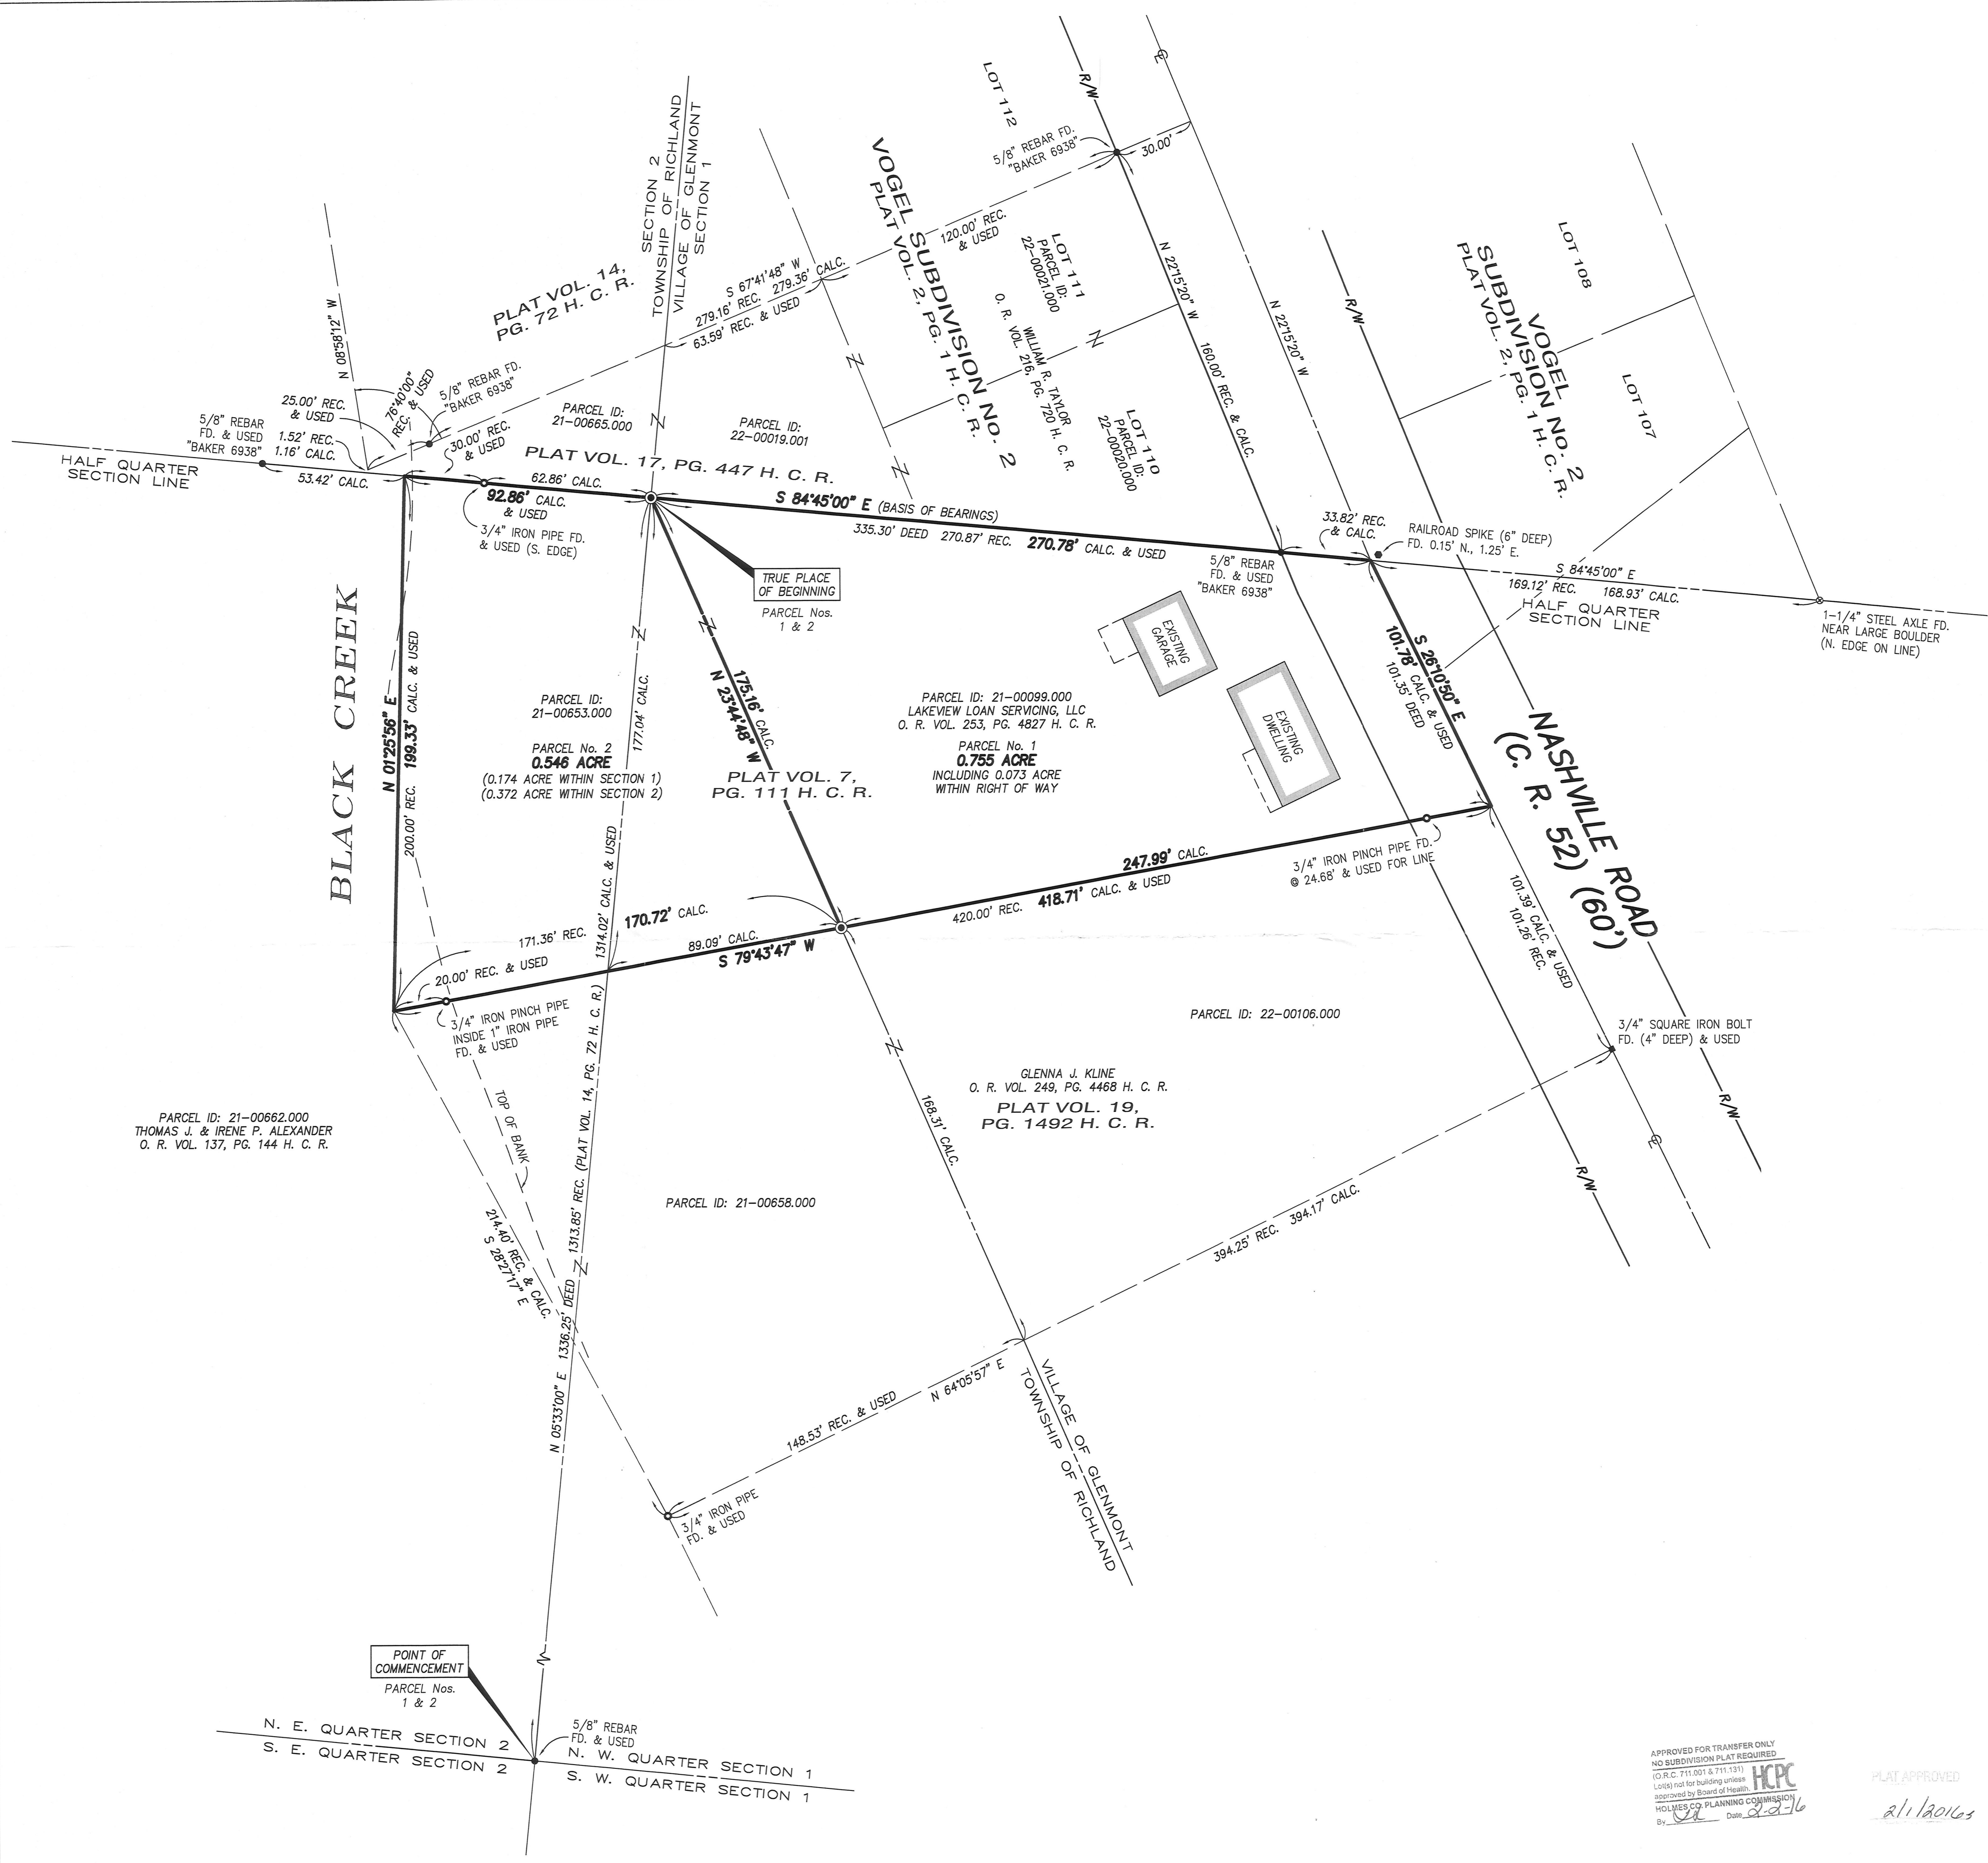 LOT 112
R/W
5/8" REBAR FD.
"BAKER 6938"
30.00'
SECTION 2
TOWNSHIP OF RICHLAND
VILLAGE OF GLENMONT
SECTION 1
VOGEL SUBDIVISION NO. 2
PLAT VOL. 2, PG. 1 H. C. R.
120.00' REC.
& USED
LOT 111
PARCEL ID:
22-00021.000
WILLIAM R. TAYLOR
O. R. VOL. 216, PG. 720 H. C. R.
LOT 110
PARCEL ID:
22-00020.000
N 22°15'20" W
160.00' REC. & CALC.
N 22°15'20" W
R/W
LOT 108
VOGEL
SUBDIVISION NO. 2
PLAT VOL. 2, PG. 1 H. C. R.
LOT 107
PLAT VOL. 14,
PG. 72 H. C. R.
S 67°41'48" W
279.16' REC. 279.36' CALC.
63.59' REC. & USED
N 08°58'12" W
76°40'00"
REC. & USED
5/8" REBAR FD.
"BAKER 6938"
25.00' REC.
& USED
5/8" REBAR
FD. & USED
"BAKER 6938"
1.52' REC.
1.16' CALC.
30.00' REC.
& USED
PARCEL ID:
21-00665.000
PARCEL ID:
22-00019.001
PLAT VOL. 17, PG. 447 H. C. R.
HALF QUARTER
SECTION LINE
53.42' CALC.
62.86' CALC.
92.86' CALC.
& USED
3/4" IRON PIPE FD.
& USED (S. EDGE)
S 84°45'00" E (BASIS OF BEARINGS)
335.30' DEED 270.87' REC. 270.78' CALC. & USED
33.82' REC.
& CALC.
RAILROAD SPIKE (6" DEEP)
FD. 0.15' N., 1.25' E.
5/8" REBAR
FD. & USED
"BAKER 6938"
S 84°45'00" E
169.12' REC. 168.93' CALC.
HALF QUARTER
SECTION LINE
1-1/4" STEEL AXLE FD.
NEAR LARGE BOULDER
(N. EDGE ON LINE)
TRUE PLACE
OF BEGINNING
PARCEL Nos.
1 & 2
EXISTING
GARAGE
EXISTING
DWELLING
BLACK CREEK
N 01°25'56" E
200.00' REC. 199.33' CALC. & USED
PARCEL ID:
21-00653.000
PARCEL No. 2
0.546 ACRE
(0.174 ACRE WITHIN SECTION 1)
(0.372 ACRE WITHIN SECTION 2)
177.04' CALC.
175.16' CALC.
N 23°44'48" W
PARCEL ID: 21-00099.000
LAKEVIEW LOAN SERVICING, LLC
O. R. VOL. 253, PG. 4827 H. C. R.
PARCEL No. 1
0.755 ACRE
INCLUDING 0.073 ACRE
WITHIN RIGHT OF WAY
PLAT VOL. 7,
PG. 111 H. C. R.
S 26°10'50" E
101.78' CALC. & USED
101.35' DEED
NASHVILLE ROAD
(C. R. 52) (60')
3/4" IRON PINCH PIPE FD.
@ 24.68' & USED FOR LINE
247.99' CALC.
420.00' REC. 418.71' CALC. & USED
171.36' REC. 170.72' CALC.
89.09' CALC.
S 79°43'47" W
20.00' REC. & USED
3/4" IRON PINCH PIPE
INSIDE 1" IRON PIPE
FD. & USED
1314.02' CALC. & USED
N 05°33'00" E 1336.25' DEED 1313.85' REC. (PLAT VOL. 14, PG. 72 H. C. R.)
101.39' CALC. & USED
101.26' REC.
3/4" SQUARE IRON BOLT
FD. (4" DEEP) & USED
PARCEL ID: 22-00106.000
GLENNA J. KLINE
O. R. VOL. 249, PG. 4468 H. C. R.
PLAT VOL. 19,
PG. 1492 H. C. R.
168.31' CALC.
PARCEL ID: 21-00662.000
THOMAS J. & IRENE P. ALEXANDER
O. R. VOL. 137, PG. 144 H. C. R.
TOP OF BANK
214.40' REC. & CALC.
S 28°27'17" E
PARCEL ID: 21-00658.000
R/W
R/W
394.25' REC. 394.17' CALC.
N 64°05'57" E
148.53' REC. & USED
VILLAGE OF GLENMONT
TOWNSHIP OF RICHLAND
3/4" IRON PIPE
FD. & USED
POINT OF
COMMENCEMENT
PARCEL Nos.
1 & 2
5/8" REBAR
FD. & USED
N. E. QUARTER SECTION 2
S. E. QUARTER SECTION 2
N. W. QUARTER SECTION 1
S. W. QUARTER SECTION 1
APPROVED FOR TRANSFER ONLY
NO SUBDIVISION PLAT REQUIRED
(O.R.C. 711.001 & 711.131)
Lot(s) not for building unless
approved by Board of Health.
HCPC
HOLMES CO. PLANNING COMMISSION
By Date 2-2-16
PLAT APPROVED
2/1/2016